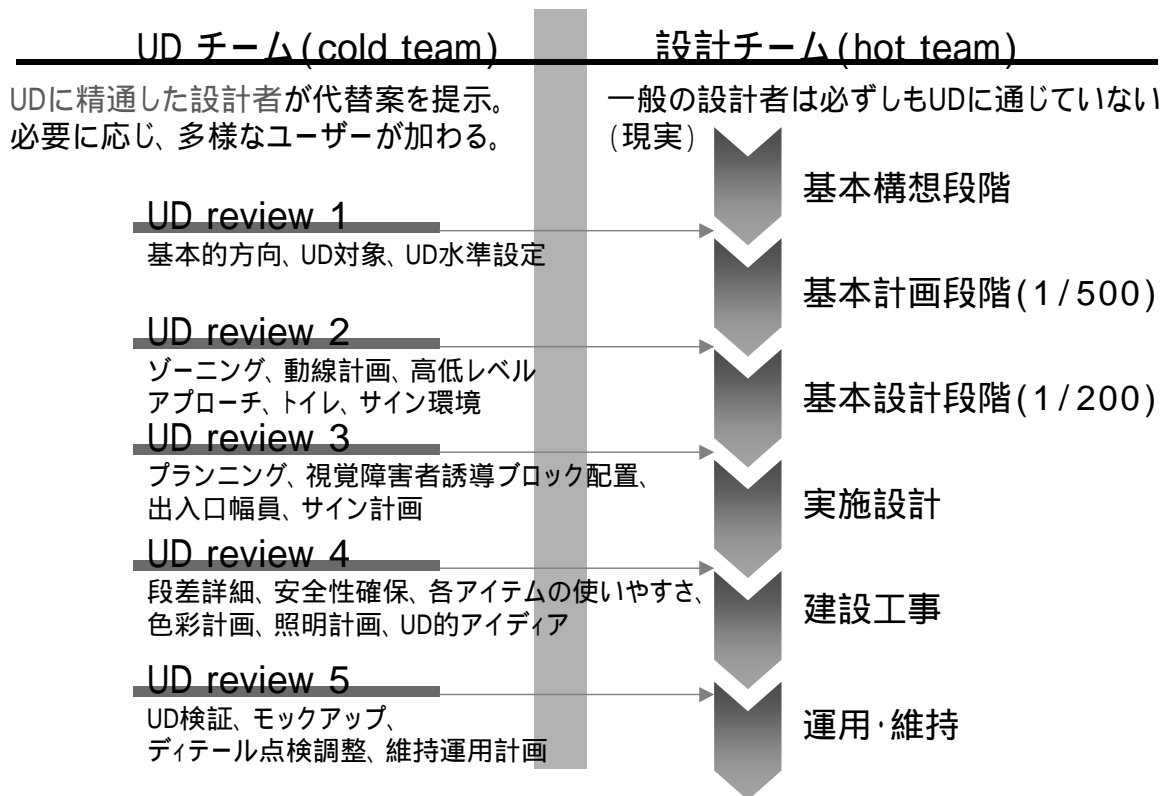 UD チーム(cold team)
UDに精通した設計者が代替案を提示。
必要に応じ、多様なユーザーが加わる。
設計チーム(hot team)
一般の設計者は必ずしもUDに通じていない
(現実)
基本構想段階
UD review 1
基本的方向、UD対象、UD水準設定
基本計画段階(1/500)
UD review 2
ゾーニング、動線計画、高低レベル
アプローチ、トイレ、サイン環境
基本設計段階(1/200)
UD review 3
プランニング、視覚障害者誘導ブロック配置、
出入口幅員、サイン計画
実施設計
UD review 4
段差詳細、安全性確保、各アイテムの使いやすさ、
色彩計画、照明計画、UD的アイディア
建設工事
UD review 5
UD検証、モックアップ、
ディテール点検調整、維持運用計画
運用・維持